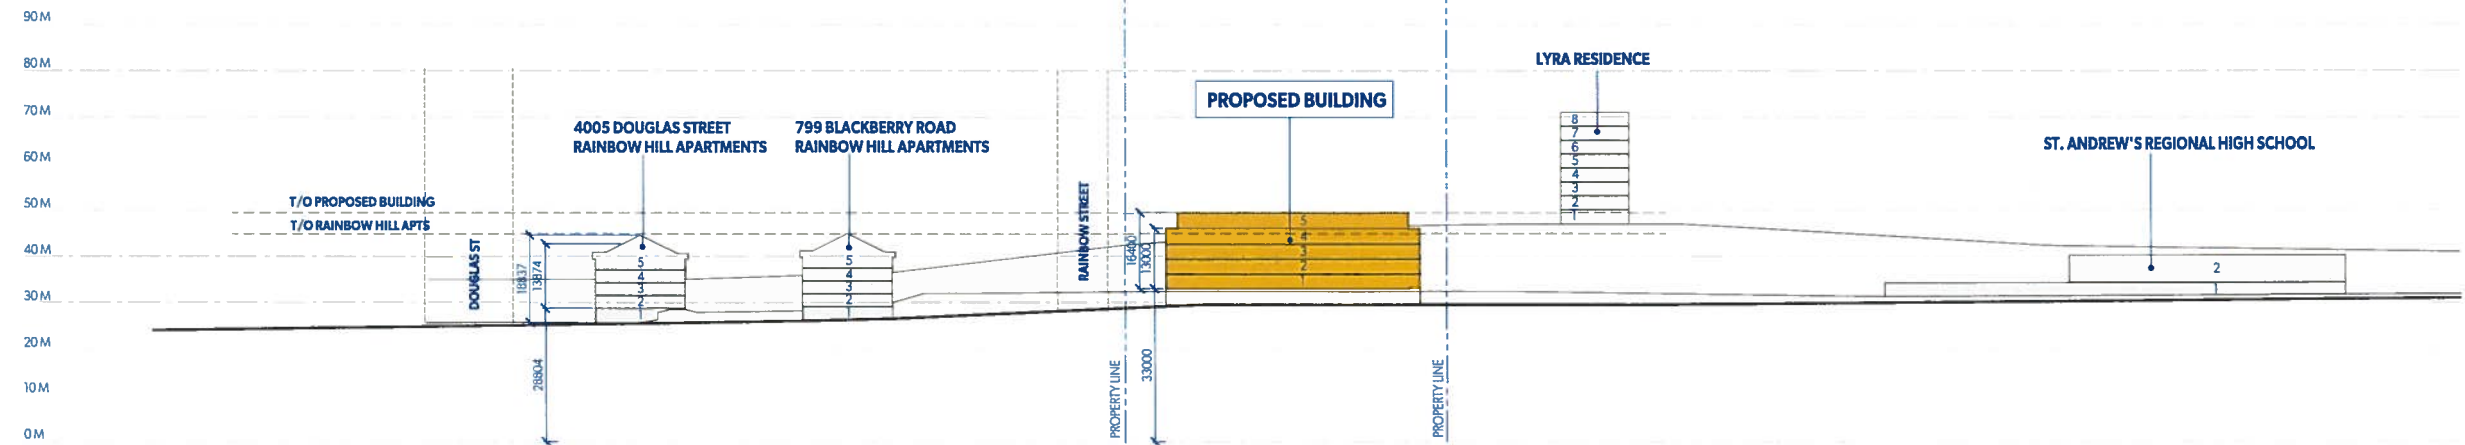 90 M
80 M
70 M
60 M
50 M
40 M
30 M
20 M
10 M
0 M
T/O PROPOSED BUILDING
T/O RAINBOW HILL APTS
DOUGLAS ST
18837
13874
28804
4005 DOUGLAS STREET
RAINBOW HILL APARTMENTS
5
4
3
2
1
799 BLACKBERRY ROAD
RAINBOW HILL APARTMENTS
5
4
3
2
1
RAINBOW STREET
PROPERTY LINE
16400
13000
33000
PROPOSED BUILDING
5
4
3
2
1
PROPERTY LINE
LYRA RESIDENCE
8
7
6
5
4
3
2
1
ST. ANDREW'S REGIONAL HIGH SCHOOL
2
1